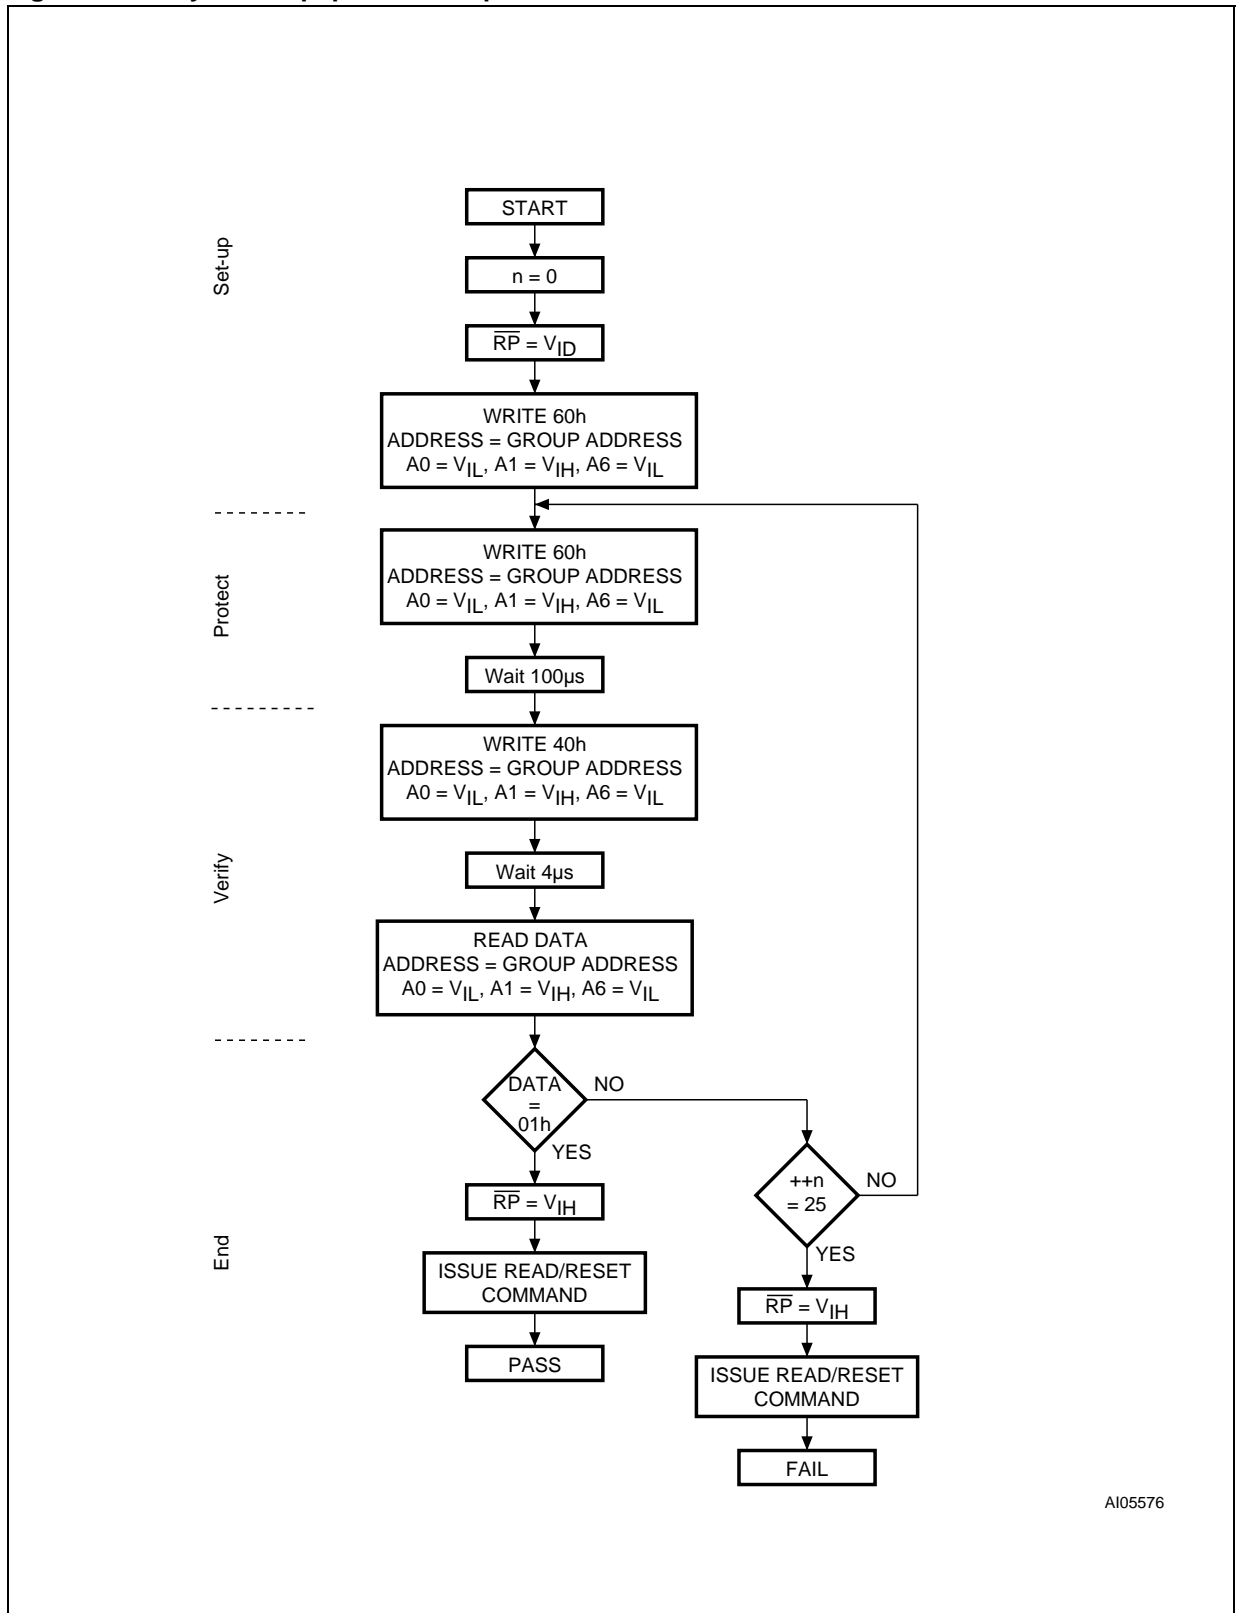 Set-up
START
n = 0
RP = VID
WRITE 60h
ADDRESS = GROUP ADDRESS
A0 = VIL, A1 = VIH, A6 = VIL
Protect
WRITE 60h
ADDRESS = GROUP ADDRESS
A0 = VIL, A1 = VIH, A6 = VIL
Wait 100µs
Verify
WRITE 40h
ADDRESS = GROUP ADDRESS
A0 = VIL, A1 = VIH, A6 = VIL
Wait 4µs
READ DATA
ADDRESS = GROUP ADDRESS
A0 = VIL, A1 = VIH, A6 = VIL
End
DATA
=
01h
NO
YES
RP = VIH
ISSUE READ/RESET
COMMAND
PASS
++n
= 25
NO
YES
RP = VIH
ISSUE READ/RESET
COMMAND
FAIL
AI05576